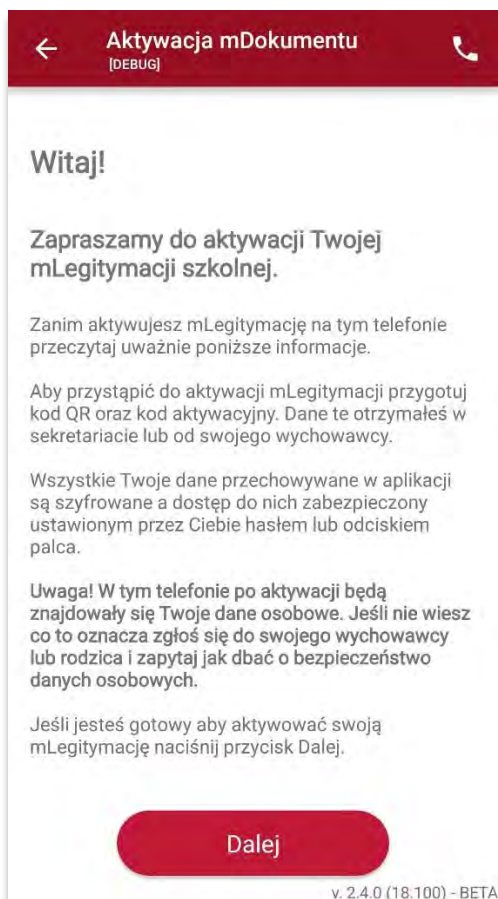 Aktywacja mDokumentu
[DEBUG]
Witaj!
Zapraszamy do aktywacji Twojej
mLegitymacji szkolnej.
Zanim aktywujesz mLegitymację na tym telefonie
przeczytaj uważnie poniższe informacje.
Aby przystąpić do aktywacji mLegitymacji przygotuj
kod QR oraz kod aktywacyjny. Dane te otrzymałeś w
sekretariacie lub od swojego wychowawcy.
Wszystkie Twoje dane przechowywane w aplikacji
są szyfrowane a dostęp do nich zabezpieczony
ustawionym przez Ciebie hasłem lub odciskiem
palca.
Uwaga! W tym telefonie po aktywacji będą
znajdowały się Twoje dane osobowe. Jeśli nie wiesz
co to oznacza zgłoś się do swojego wychowawcy
lub rodzica i zapytaj jak dbać o bezpieczeństwo
danych osobowych.
Jeśli jesteś gotowy aby aktywować swoją
mLegitymację naciśnij przycisk Dalej.
Dalej
v. 2.4.0 (18.100) - BETA